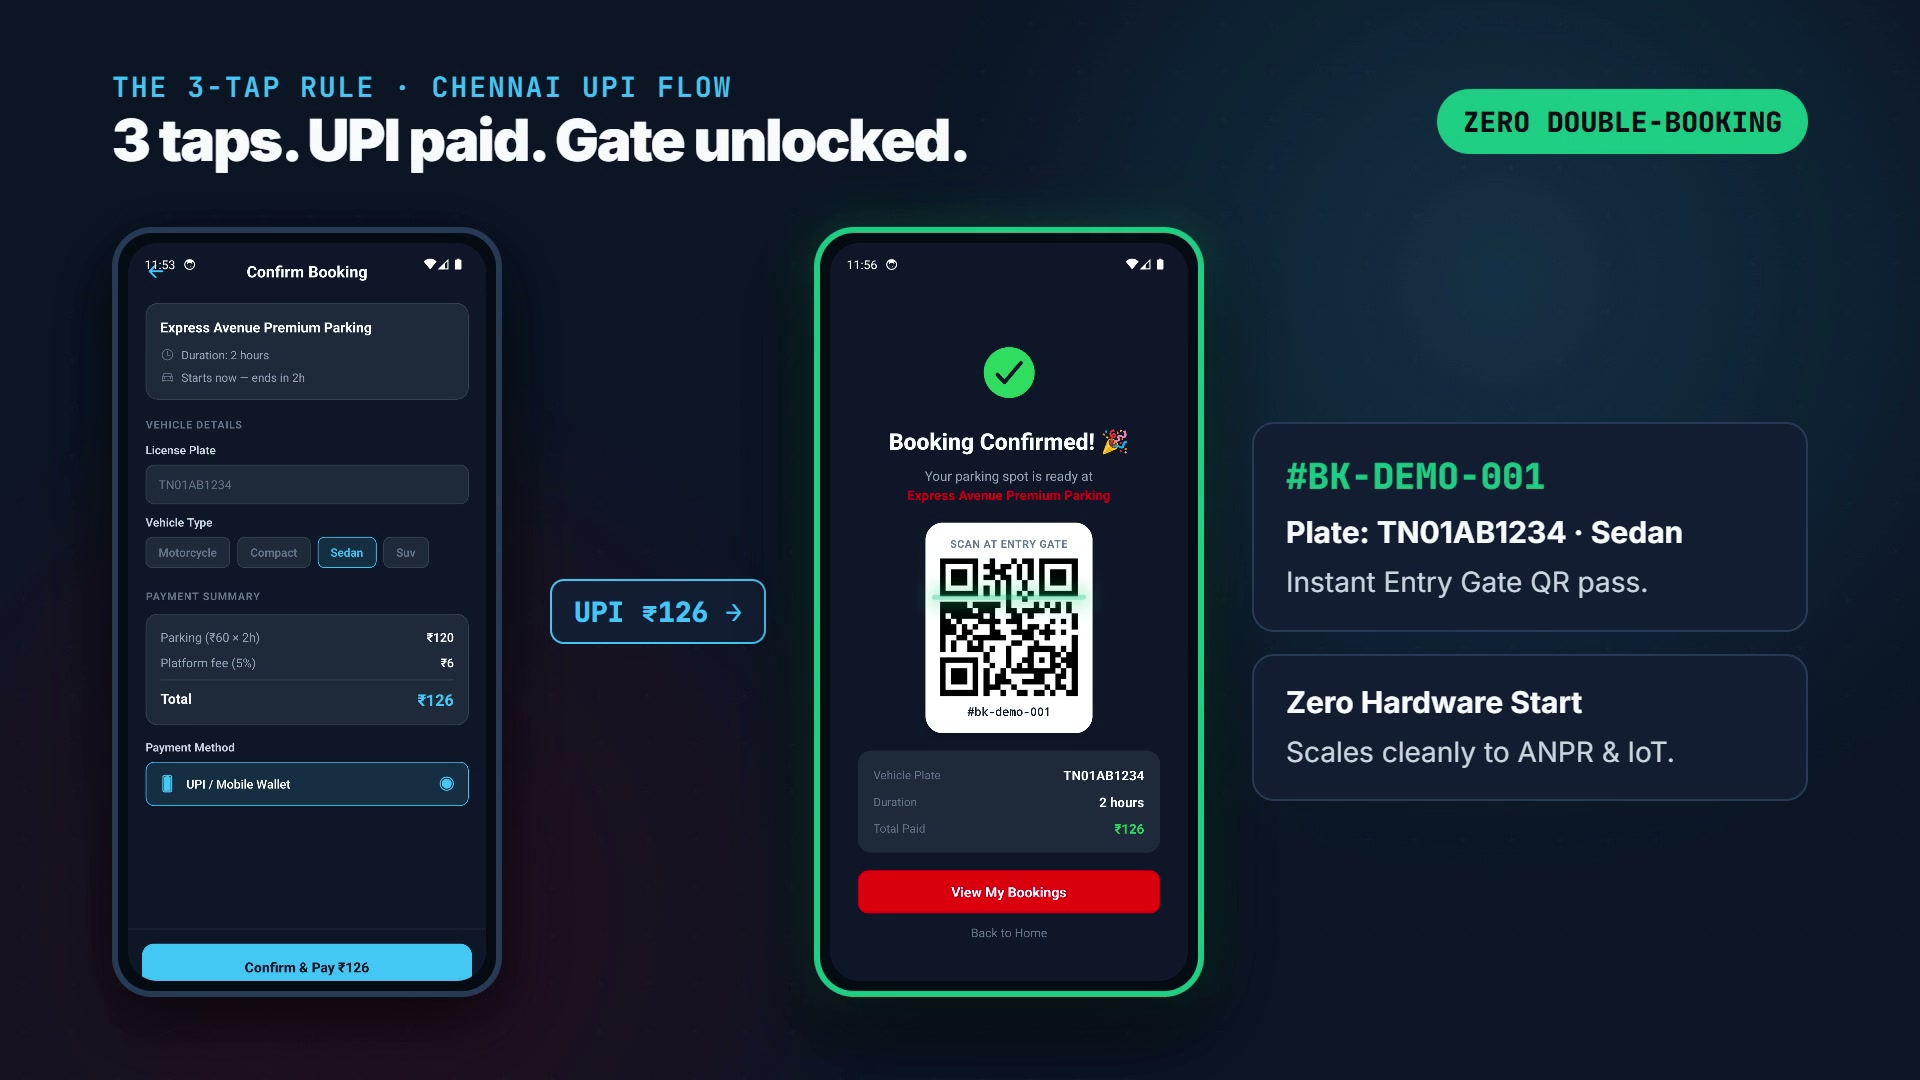 THE 3-TAP RULE · CHENNAI UPI FLOW
3 taps. UPI paid. Gate unlocked.
ZERO DOUBLE-BOOKING
11:53
Confirm Booking
Express Avenue Premium Parking
Duration: 2 hours
Starts now — ends in 2h
VEHICLE DETAILS
License Plate
TN01AB1234
Vehicle Type
Motorcycle Compact Sedan Suv
PAYMENT SUMMARY
Parking (₹60 × 2h) ₹120
Platform fee (5%) ₹6
Total ₹126
Payment Method
UPI / Mobile Wallet
Confirm & Pay ₹126
UPI ₹126 →
11:56
Booking Confirmed! 🎉
Your parking spot is ready at
Express Avenue Premium Parking
SCAN AT ENTRY GATE
#bk-demo-001
Vehicle Plate TN01AB1234
Duration 2 hours
Total Paid ₹126
View My Bookings
Back to Home
#BK-DEMO-001
Plate: TN01AB1234 · Sedan
Instant Entry Gate QR pass.
Zero Hardware Start
Scales cleanly to ANPR & IoT.